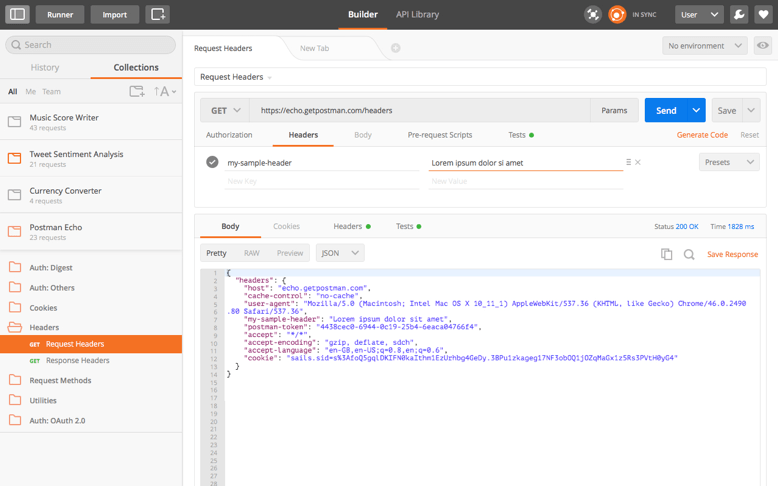 Runner
Import
Builder
API Library
IN SYNC
User
Search
History
Collections
All
Me
Team
A
Music Score Writer
43 requests
Tweet Sentiment Analysis
21 requests
Currency Converter
4 requests
Postman Echo
23 requests
Auth: Digest
Auth: Others
Cookies
Headers
GET Request Headers
GET Response Headers
Request Methods
Utilities
Auth: OAuth 2.0
Request Headers
New Tab
No environment
Request Headers
GET
https://echo.getpostman.com/headers
Params
Send
Save
Authorization
Headers
Body
Pre-request Scripts
Tests
Generate Code
Reset
my-sample-header
Lorem ipsum dolor si amet
Presets
New Key
New Value
Body
Cookies
Headers
Tests
Status 200 OK
Time 1828 ms
Pretty
RAW
Preview
JSON
Save Response
1 {
2 "headers": {
3 "host": "echo.getpostman.com",
4 "cache-control": "no-cache",
5 "user-agent": "Mozilla/5.0 (Macintosh; Intel Mac OS X 10_11_1) AppleWebKit/537.36 (KHTML, like Gecko) Chrome/46.0.2490
6 .80 Safari/537.36",
7 "my-sample-header": "Lorem ipsum dolor sit amet",
8 "postman-token": "4438cec0-6944-0c19-25b4-6eaca04766f4",
9 "accept": "*/*",
10 "accept-encoding": "gzip, deflate, sdch",
11 "accept-language": "en-GB,en-US;q=0.8,en;q=0.6",
12 "cookie":
13 }
14 }
15
16
17
18
19
20
21
22
23
24
25
26
27
28